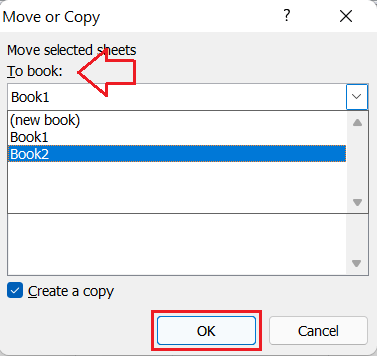 Move or Copy ? ×
Move selected sheets
To book:
Book1
(new book)
Book1
Book2
Create a copy
OK Cancel